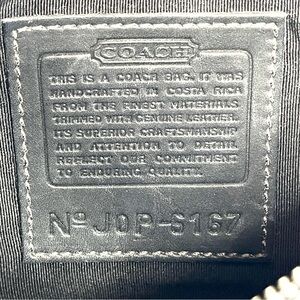 COACH
THIS IS A COACH BAG. IT WAS
HANDCRAFTED IN COSTA RICA
FROM THE FINEST MATERIALS
TRIMMED WITH GENUINE LEATHER.
ITS SUPERIOR CRAFTSMANSHIP
AND ATTENTION TO DETAIL
REFLECT OUR COMMITMENT
TO ENDURING QUALITY.
Nº J0P-6167